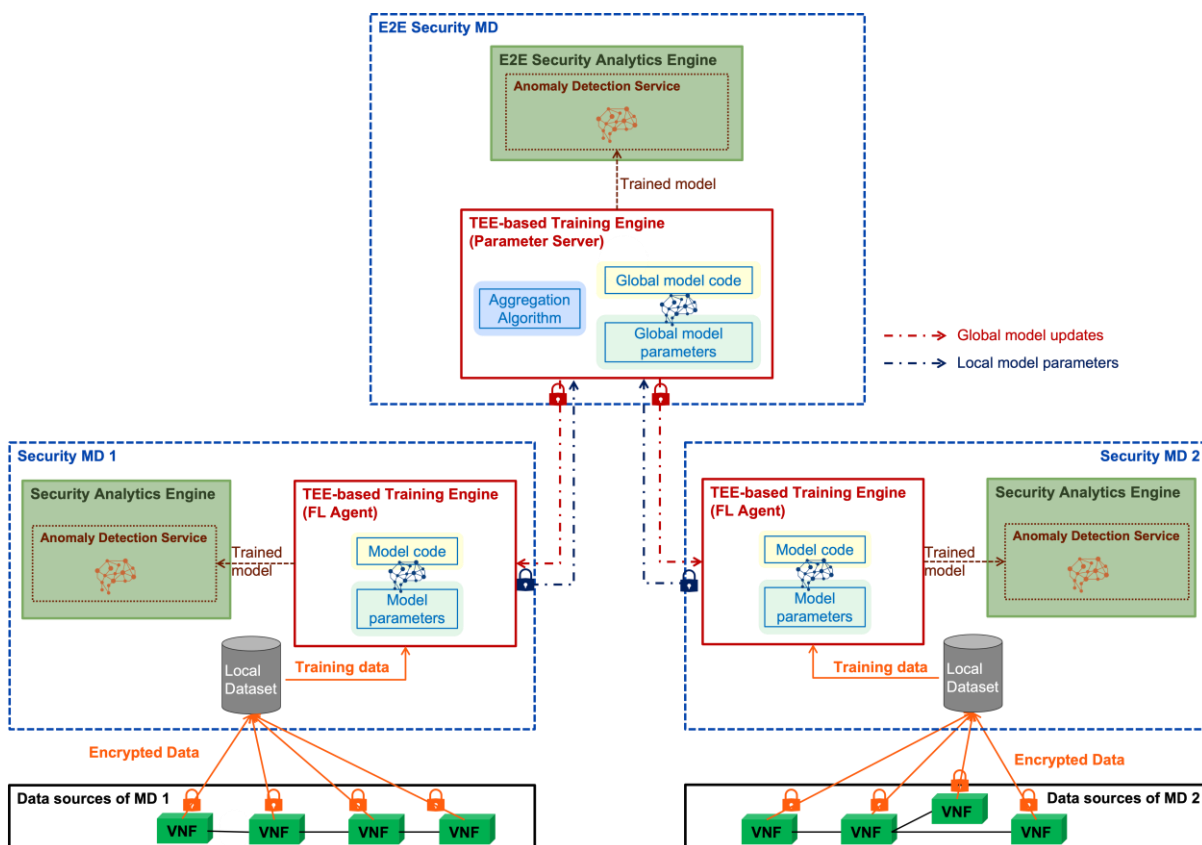 E2E Security MD
E2E Security Analytics Engine
Anomaly Detection Service
Trained model
TEE-based Training Engine
(Parameter Server)
Global model code
Aggregation
Algorithm
Global model
parameters
Global model updates
Local model parameters
Security MD 1
Security Analytics Engine
Anomaly Detection Service
Trained
model
TEE-based Training Engine
(FL Agent)
Model code
Model
parameters
Local
Dataset
Training data
Encrypted Data
Data sources of MD 1
VNF
VNF
VNF
VNF
Security MD 2
TEE-based Training Engine
(FL Agent)
Model code
Model
parameters
Trained
model
Security Analytics Engine
Anomaly Detection Service
Training data
Local
Dataset
Encrypted Data
Data sources of MD 2
VNF
VNF
VNF
VNF